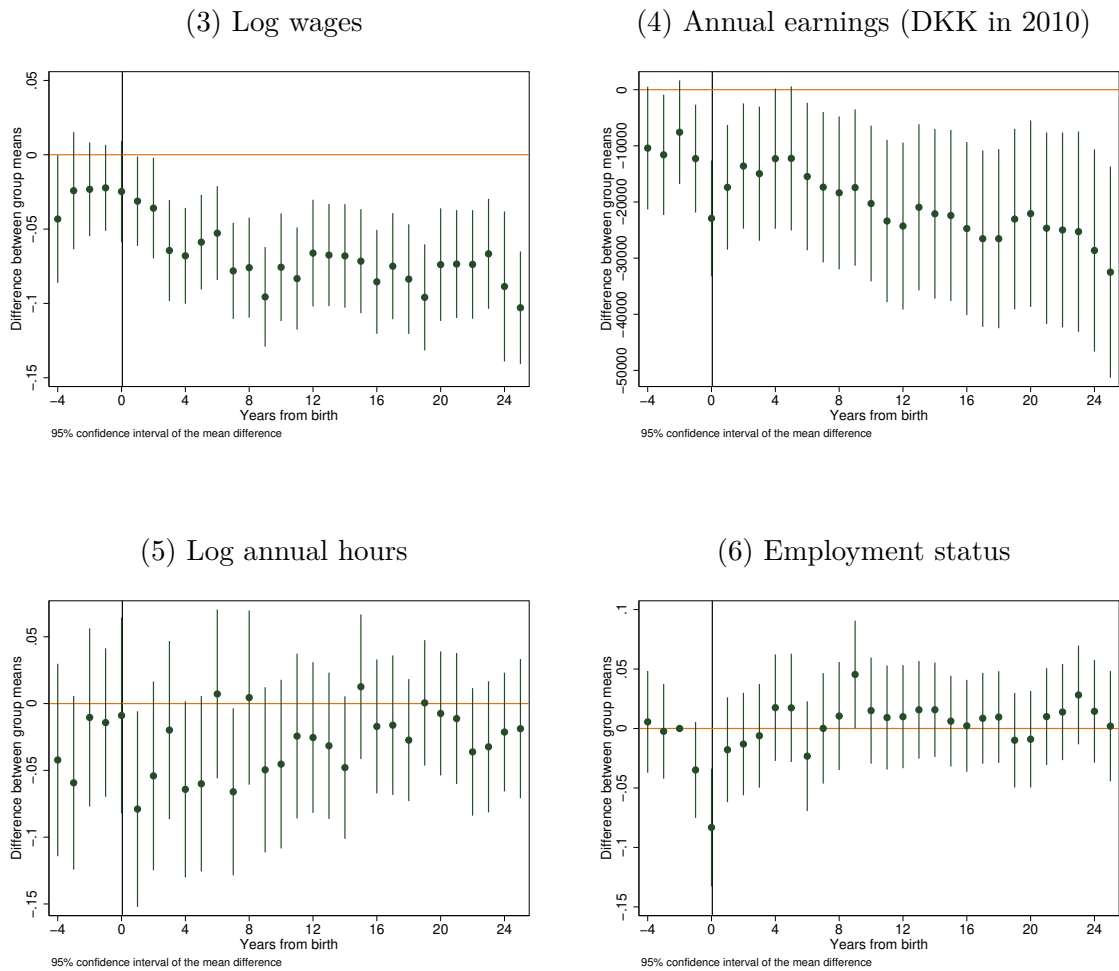 (3) Log wages
Difference between group means
.05
0
-.05
-.1
-.15
−4 0 4 8 12 16 20 24
Years from birth
95% confidence interval of the mean difference
(4) Annual earnings (DKK in 2010)
Difference between group means
0
-10000
-20000
-30000
-40000
-50000
−4 0 4 8 12 16 20 24
Years from birth
95% confidence interval of the mean difference
(5) Log annual hours
Difference between group means
.05
0
-.05
-.1
-.15
−4 0 4 8 12 16 20 24
Years from birth
95% confidence interval of the mean difference
(6) Employment status
Difference between group means
.1
.05
0
-.05
-.1
-.15
−4 0 4 8 12 16 20 24
Years from birth
95% confidence interval of the mean difference